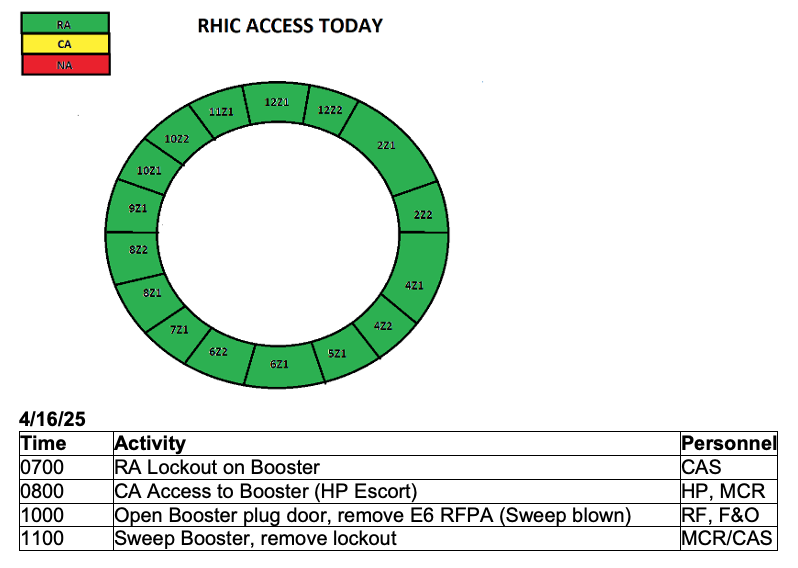 RA
RHIC ACCESS TODAY
CA
NA
12Z1
11Z1
12Z2
10Z2
2Z1
10Z1
9Z1
2Z2
8Z2
4Z1
8Z1
7Z1
4Z2
6Z2
5Z1
6Z1
4/16/25
Time Activity Personnel
0700 RA Lockout on Booster CAS
0800 CA Access to Booster (HP Escort) HP, MCR
1000 Open Booster plug door, remove E6 RFPA (Sweep blown) RF, F&O
1100 Sweep Booster, remove lockout MCR/CAS